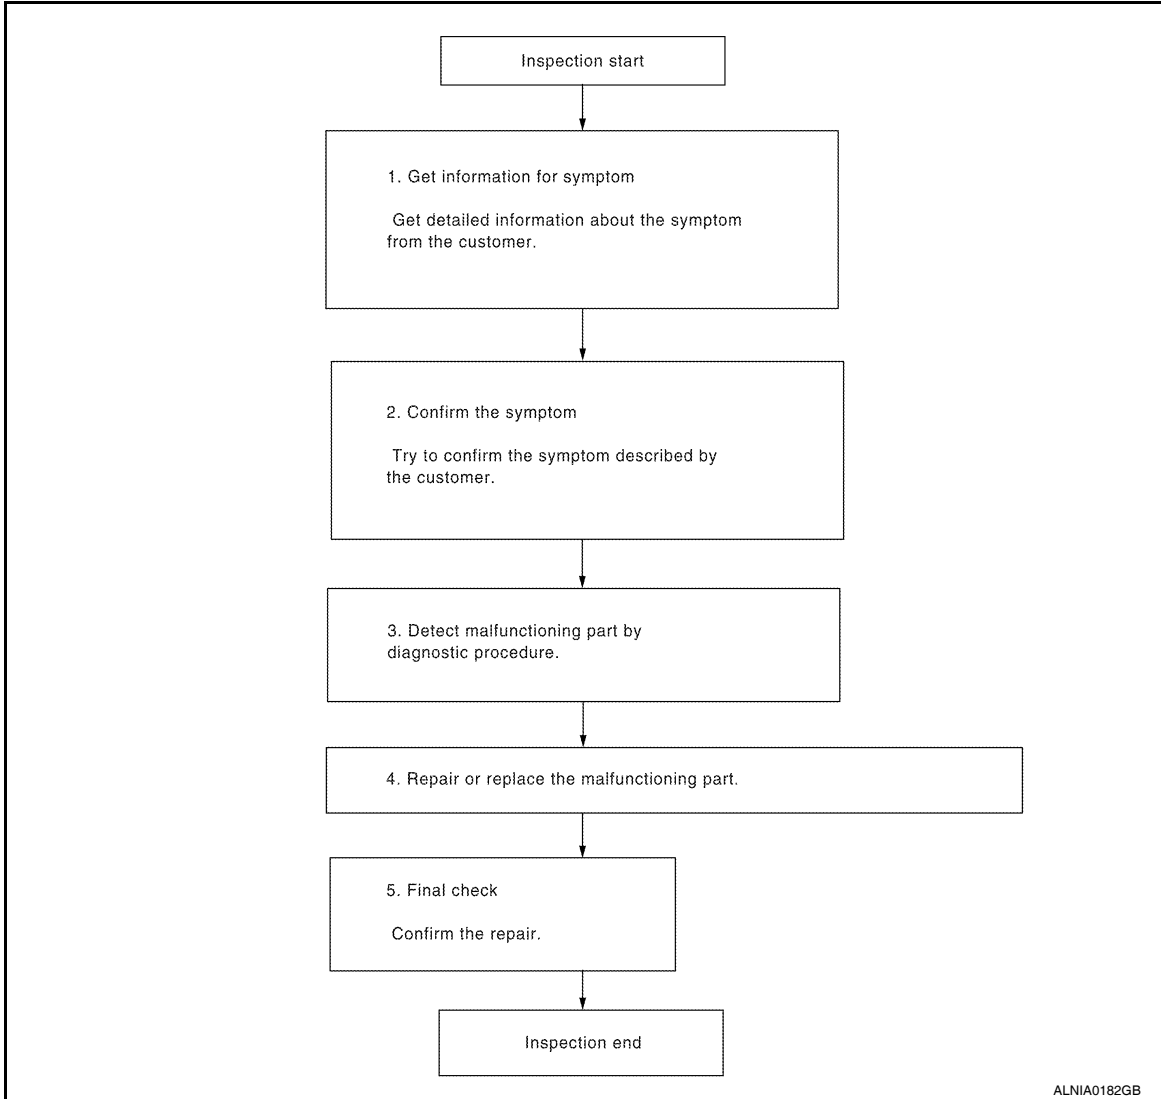 Inspection start
1. Get information for symptom
Get detailed information about the symptom
from the customer.
2. Confirm the symptom
Try to confirm the symptom described by
the customer.
3. Detect malfunctioning part by
diagnostic procedure.
4. Repair or replace the malfunctioning part.
5. Final check
Confirm the repair.
Inspection end
ALNIA0182GB